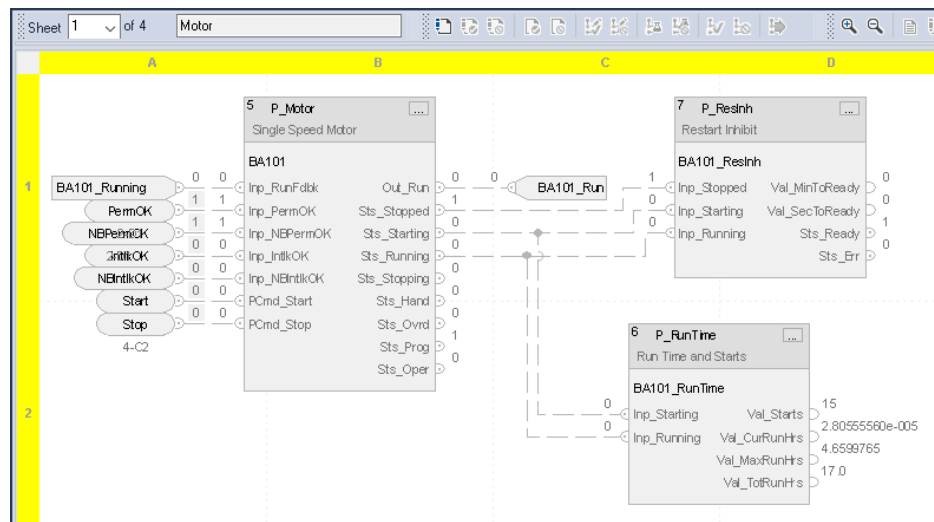 Sheet 1 of 4 Motor
A B C D
1
2
5 P_Motor ...
Single Speed Motor
BA101
BA101_Running 0 0 Inp_RunFdbk Out_Run 0 0 BA101_Run
PermOK 1 1 Inp_PermOK Sts_Stopped 1
NBPermOK 1 1 Inp_NBPermOK Sts_Starting 0
IntlkOK 0 0 Inp_IntlkOK Sts_Running 0
NBIntlkOK 0 0 Inp_NBIntlkOK Sts_Stopping 0
Start 0 0 PCmd_Start Sts_Hand 0
Stop 0 0 PCmd_Stop Sts_Ovrd 0
4-C2 Sts_Prog 1
Sts_Oper 0
7 P_ResInh ...
Restart Inhibit
BA101_ResInh
1 Inp_Stopped Val_MinToReady 0
0 Inp_Starting Val_SecToReady 0
0 Inp_Running Sts_Ready 1
Sts_Err 0
6 P_RunTime ...
Run Time and Starts
BA101_RunTime
0 Inp_Starting Val_Starts 15
0 Inp_Running Val_CurRunHrs 2.80555560e-005
Val_MaxRunHrs 4.6599765
Val_TotRunHrs 17.0